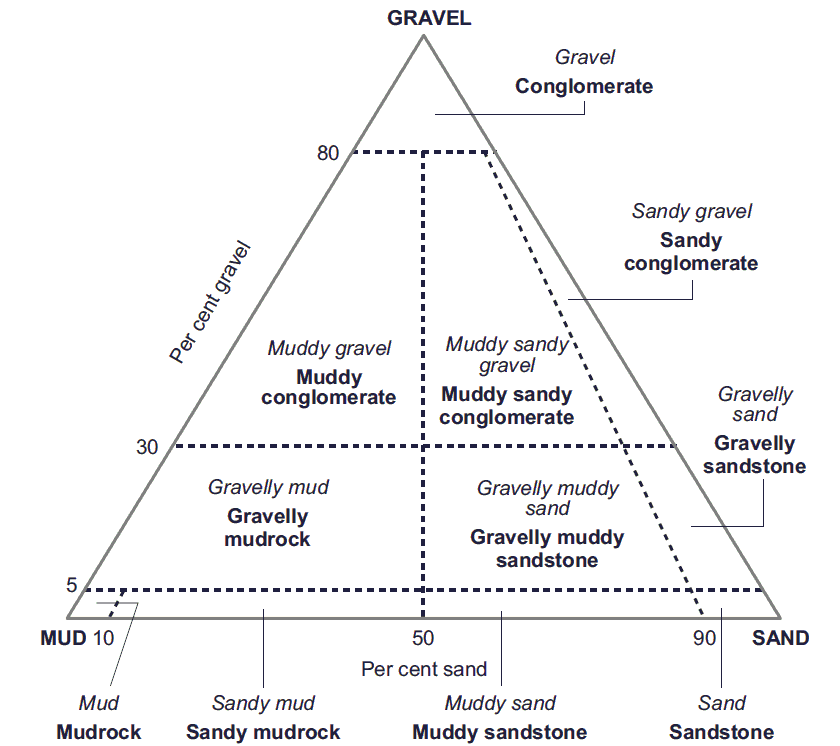 GRAVEL
Gravel
Conglomerate
80
Sandy gravel
Sandy
conglomerate
Per cent gravel
Muddy gravel
Muddy
conglomerate
Muddy sandy
gravel
Muddy sandy
conglomerate
Gravelly
sand
Gravelly
sandstone
30
Gravelly mud
Gravelly
mudrock
Gravelly muddy
sand
Gravelly muddy
sandstone
5
MUD 10
50
90
SAND
Per cent sand
Mud
Mudrock
Sandy mud
Sandy mudrock
Muddy sand
Muddy sandstone
Sand
Sandstone